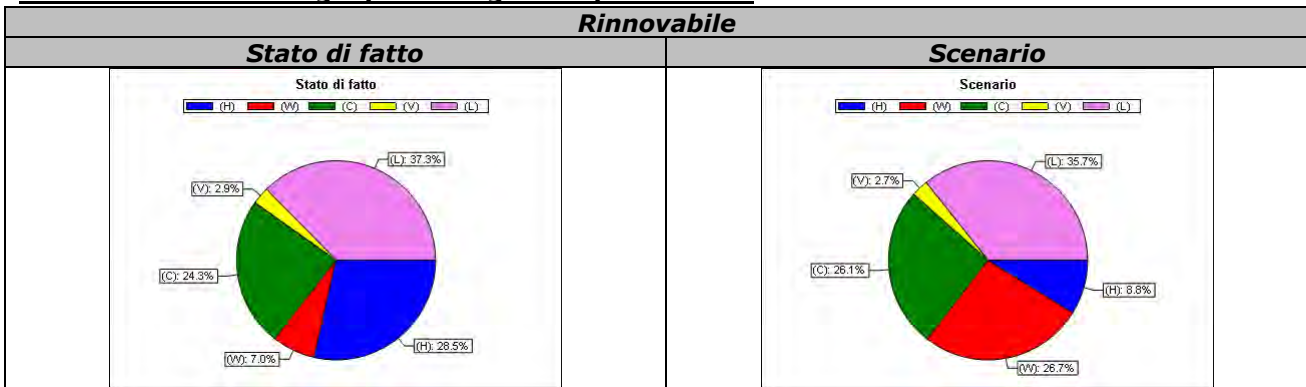 Rinnovabile
Stato di fatto
Scenario
Stato di fatto
(H) (W) (C) (V) (L)
(L): 37.3%
(V): 2.9%
(C): 24.3%
(H): 28.5%
(W): 7.0%
Scenario
(H) (W) (C) (V) (L)
(L): 35.7%
(V): 2.7%
(C): 26.1%
(H): 8.8%
(W): 26.7%